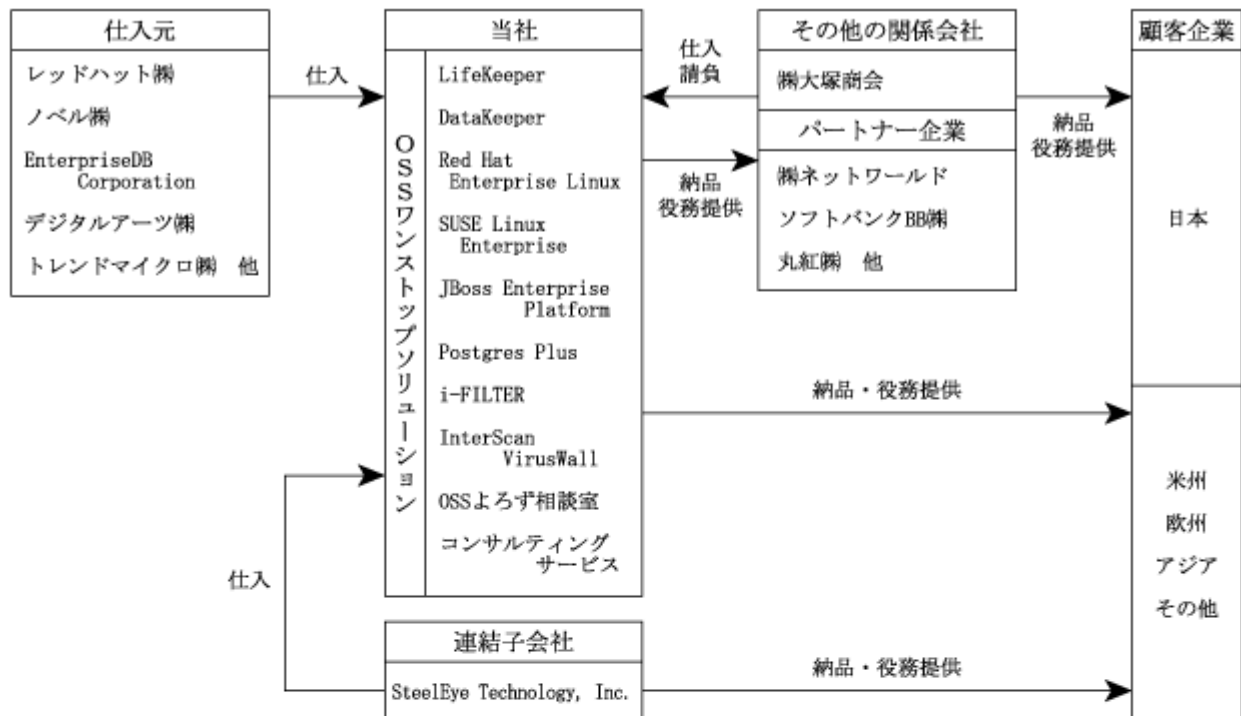 仕入元
レッドハット㈱
ノベル㈱
EnterpriseDB
Corporation
デジタルアーツ㈱
トレンドマイクロ㈱ 他
仕入
当社
OSSワンストップソリューション
LifeKeeper
DataKeeper
Red Hat
Enterprise Linux
SUSE Linux
Enterprise
JBoss Enterprise
Platform
Postgres Plus
i-FILTER
InterScan
VirusWall
OSSよろず相談室
コンサルティング
サービス
仕入
請負
納品
役務提供
その他の関係会社
㈱大塚商会
パートナー企業
㈱ネットワールド
ソフトバンクBB㈱
丸紅㈱ 他
納品
役務提供
顧客企業
日本
納品・役務提供
米州
欧州
アジア
その他
仕入
連結子会社
SteelEye Technology, Inc.
納品・役務提供